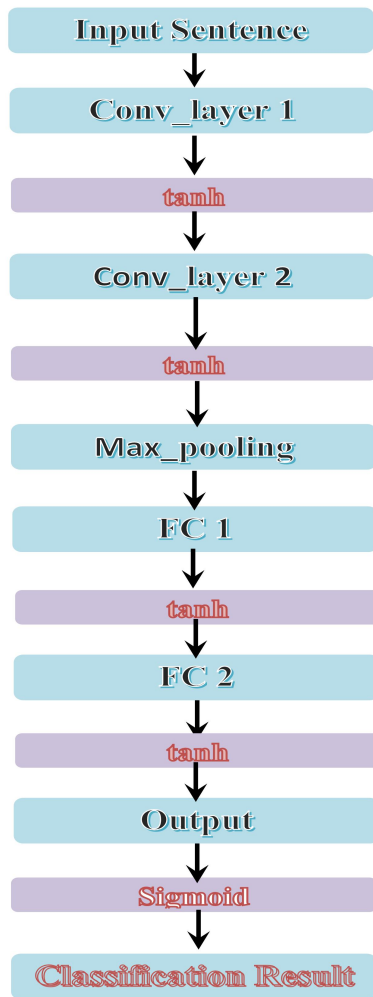 Input Sentence
Conv_layer 1
tanh
Conv_layer 2
tanh
Max_pooling
FC 1
tanh
FC 2
tanh
Output
Sigmoid
Classification Result